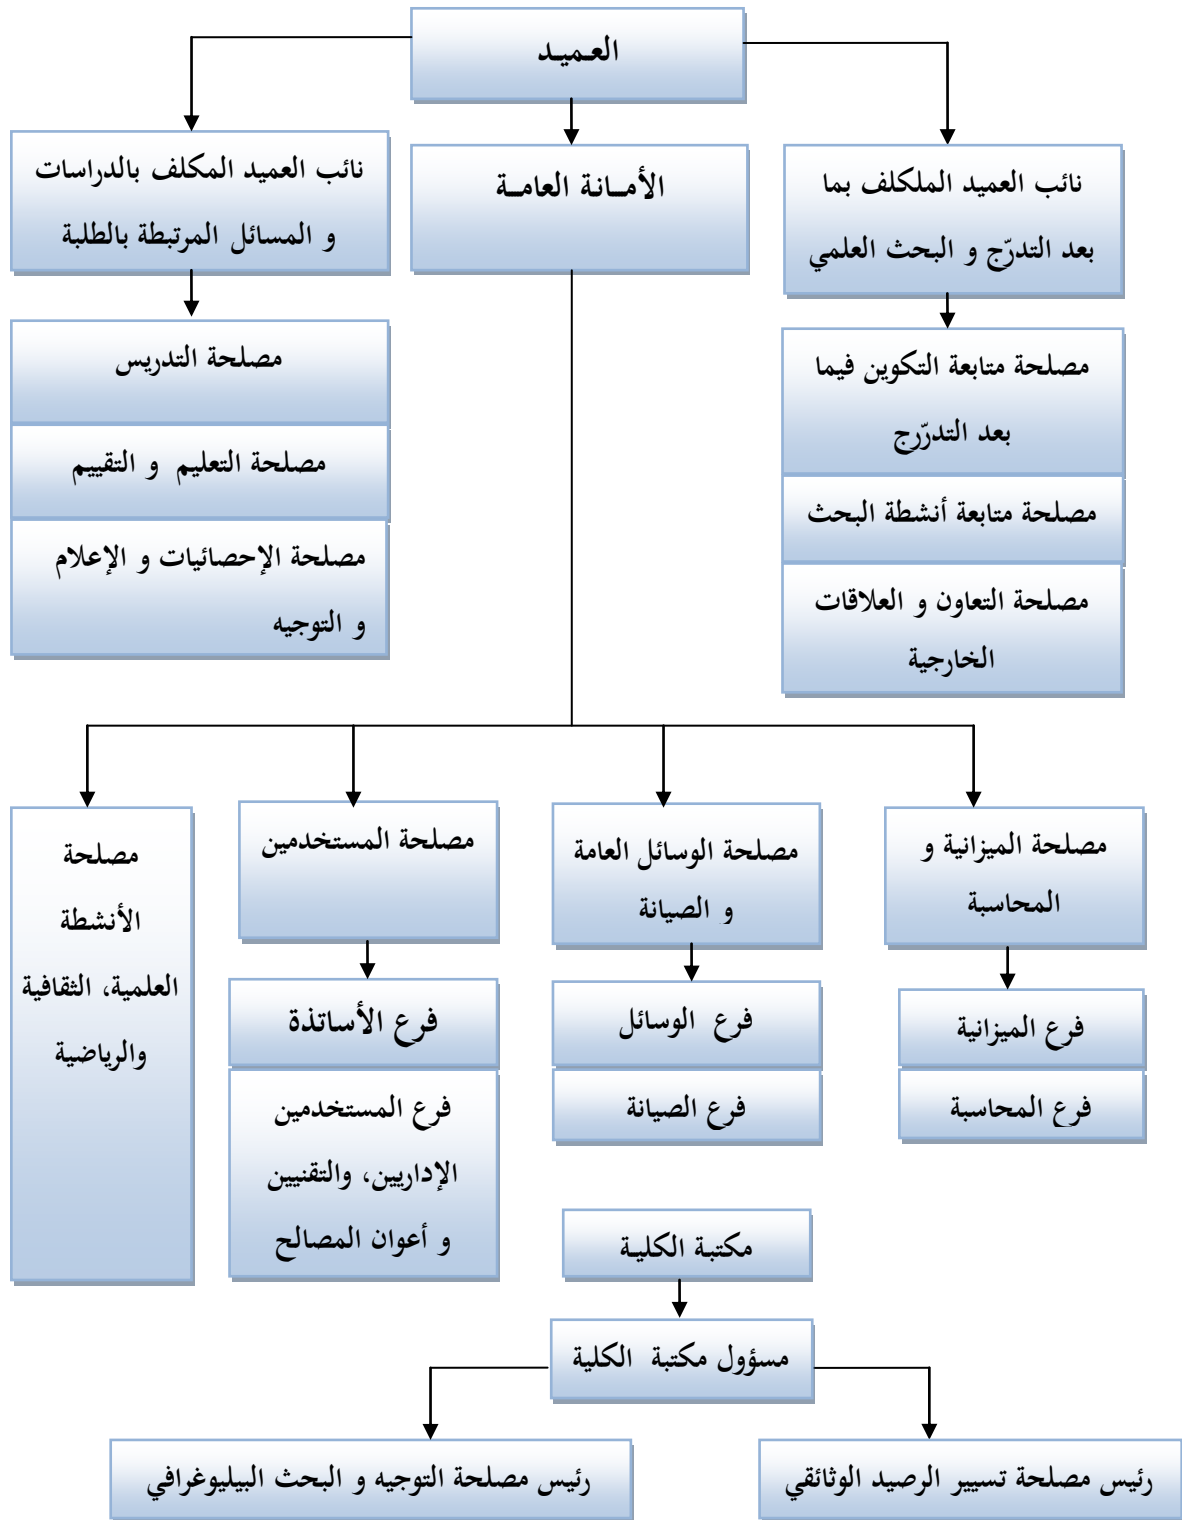 العـميـد
نائب العميد الملكلف بما
بعد التدرّج و البحث العلمي
الأمــانة العامــة
نائب العميد المكلف بالدراسات
و المسائل المرتبطة بالطلبة
مصلحة متابعة التكوين فيما
بعد التدرّرج
مصلحة متابعة أنشطة البحث
مصلحة التعاون و العلاقات
الخارجية
مصلحة التدريس
مصلحة التعليم و التقييم
مصلحة الإحصائيات و الإعلام
و التوجيه
مصلحة الميزانية و
المحاسبة
فرع الميزانية
فرع المحاسبة
مصلحة الوسائل العامة
و الصيانة
فرع الوسائل
فرع الصيانة
مصلحة المستخدمين
فرع الأساتذة
فرع المستخدمين
الإداريين، والتقنيين
و أعوان المصالح
مصلحة
الأنشطة
العلمية، الثقافية
والرياضية
مكتبة الكليـة
مسؤول مكتبة الكلية
رئيس مصلحة تسيير الرصيد الوثائقي
رئيس مصلحة التوجيه و البحث البيليوغرافي